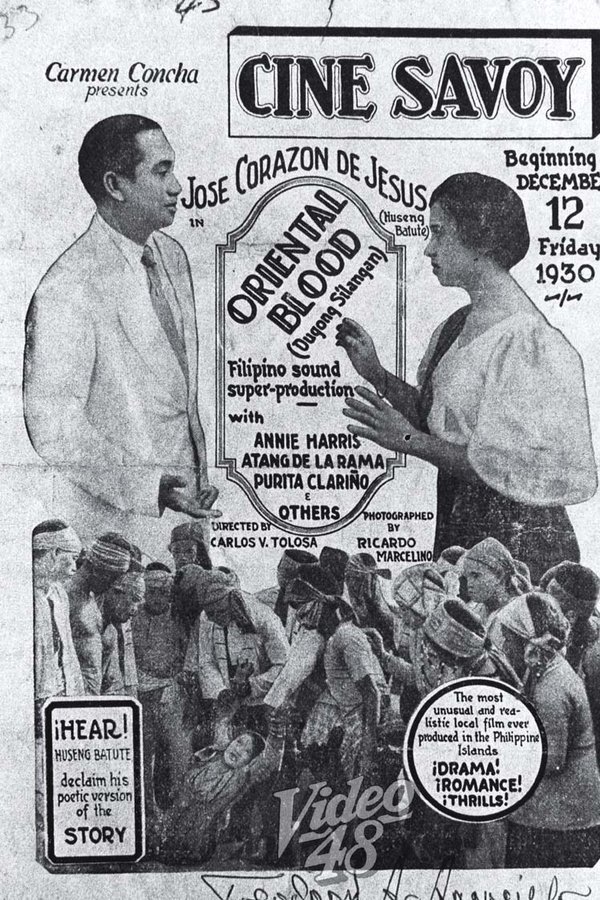 33
43
Carmen Concha
presents
CINE SAVOY
Beginning
DECEMBE
12
Friday
1930
JOSE CORAZON DE JESUS
(Huseng
Batute)
IN
ORIENTAL
BLOOD
(Dugong Silangan)
Filipino sound
super-production
with
ANNIE HARRIS
ATANG DE LA RAMA
PURITA CLARIÑO
E
OTHERS
DIRECTED BY
CARLOS V. TOLOSA
PHOTOGRAPHED
BY
RICARDO
MARCELINO
¡HEAR!
HUSENG BATUTE
declaim his
poetic version
of the
STORY
The most
unusual and rea-
listic local film ever
produced in the Philippine
Islands
¡DRAMA!
¡ROMANCE!
¡THRILLS!
Video
48